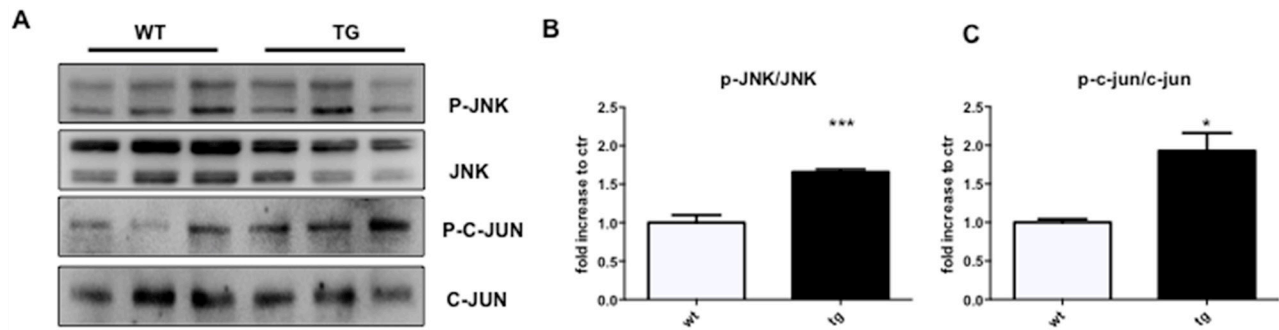 A
WT TG
P-JNK
JNK
P-C-JUN
C-JUN
B
p-JNK/JNK
fold increase to ctr
2.5
2.0
1.5
1.0
0.5
0.0
***
wt tg
C
p-c-jun/c-jun
fold increase to ctr
2.5
2.0
1.5
1.0
0.5
0.0
*
wt tg